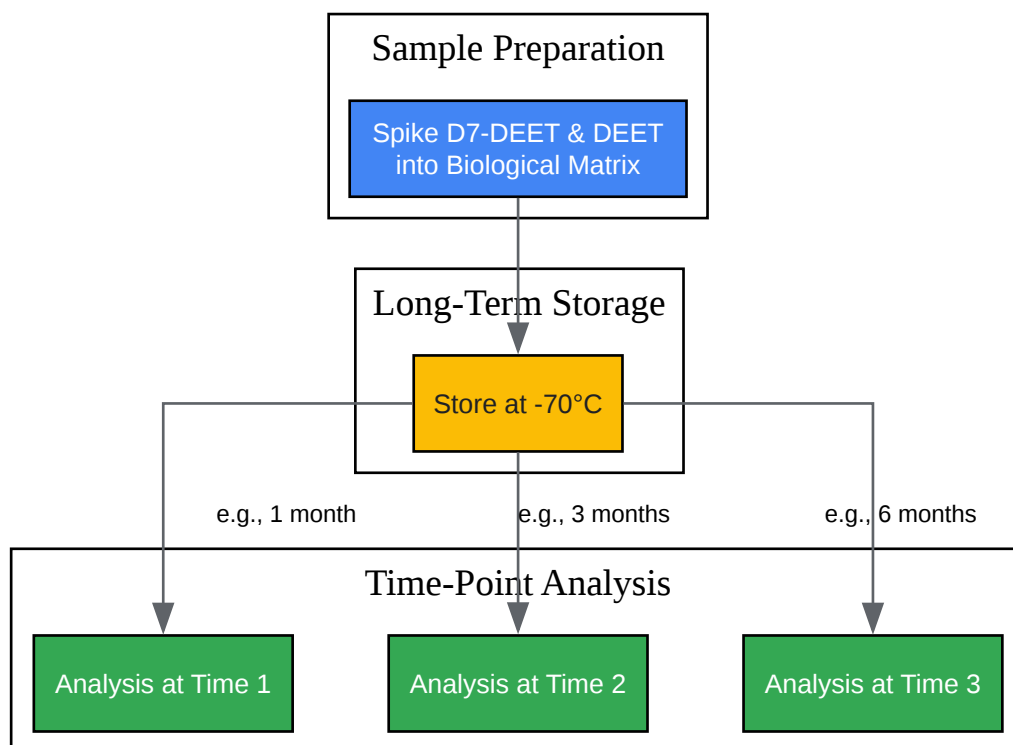 Sample Preparation
Spike D7-DEET & DEET
into Biological Matrix
Long-Term Storage
Store at -70°C
e.g., 1 month
e.g., 3 months
e.g., 6 months
Time-Point Analysis
Analysis at Time 1
Analysis at Time 2
Analysis at Time 3